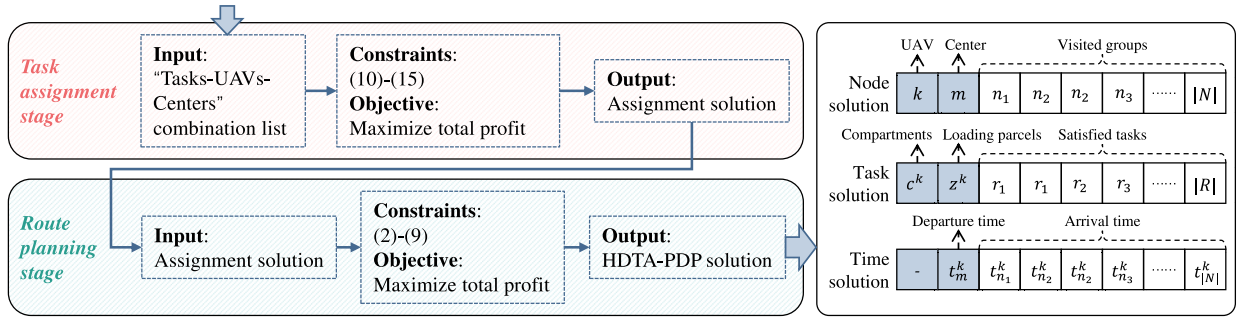 Task
assignment
stage
Input:
"Tasks-UAVs-
Centers"
combination list
Constraints:
(10)-(15)
Objective:
Maximize total profit
Output:
Assignment solution
Route
planning
stage
Input:
Assignment solution
Constraints:
(2)-(9)
Objective:
Maximize total profit
Output:
HDTA-PDP solution
UAV Center Visited groups
Node
solution
k m n₁ n₂ n₂ n₃ ...... |N|
Compartments Loading parcels Satisfied tasks
Task
solution
cᵏ zᵏ r₁ r₁ r₂ r₃ ...... |R|
Departure time Arrival time
Time
solution
- t_m^k t_{n₁}^k t_{n₂}^k t_{n₂}^k t_{n₃}^k ...... t_{|N|}^k